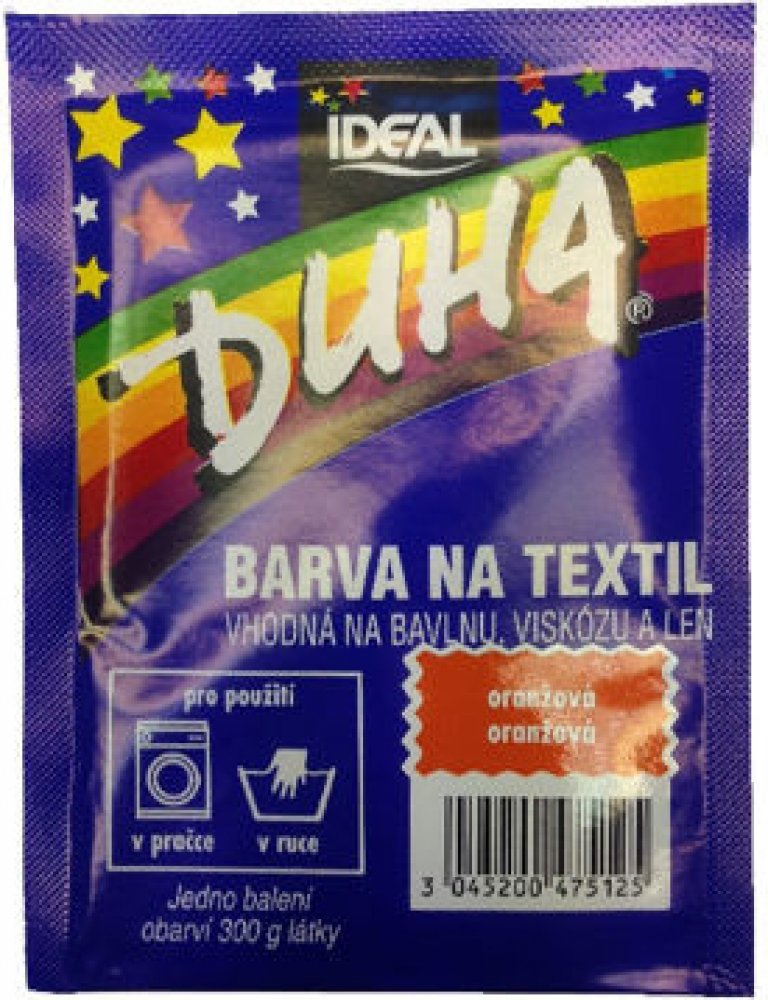 IDEAL
DUHA®
BARVA NA TEXTIL
VHODNÁ NA BAVLNU, VISKÓZU A LEN
pro použití
v pračce v ruce
oranžová
oranžová
3 045200 475125
Jedno balení
obarví 300 g látky